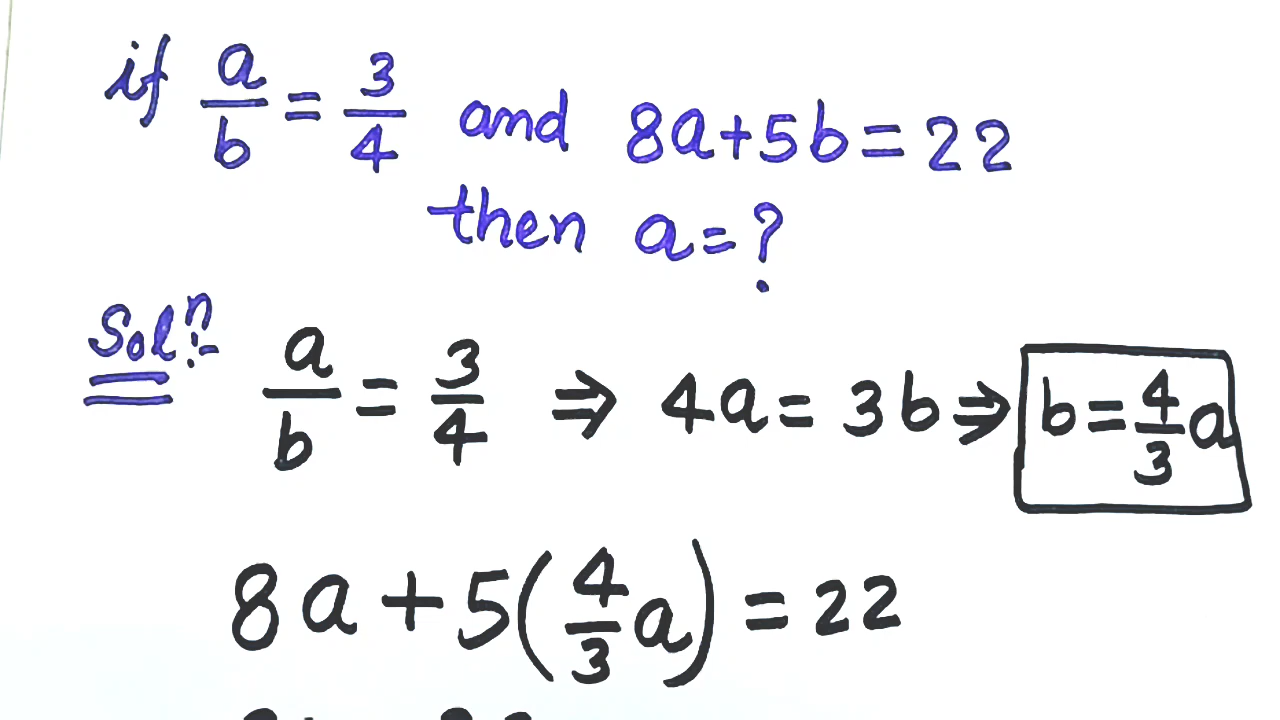 if a/b = 3/4 and 8a+5b=22
then a=?
Solⁿ:- a/b = 3/4 ⇒ 4a = 3b ⇒ b = 4/3 a
8a + 5(4/3 a) = 22